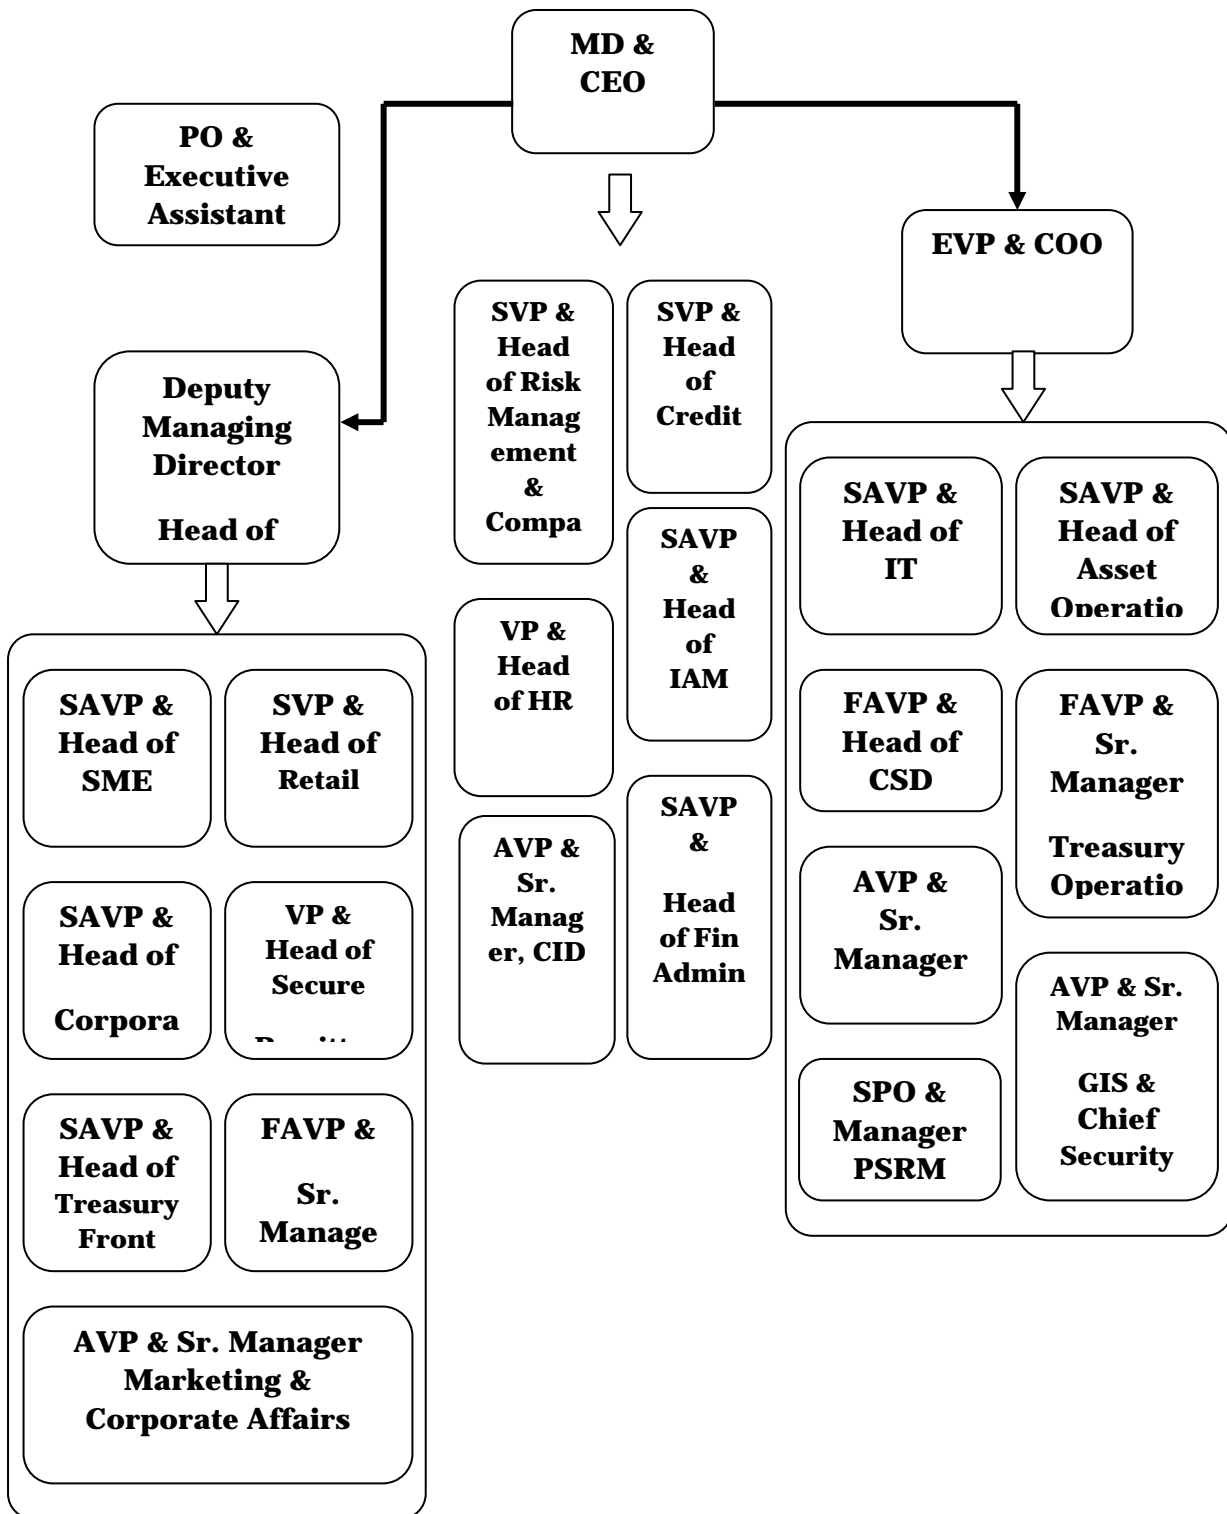 MD &
CEO
PO &
Executive
Assistant
EVP & COO
Deputy
Managing
Director
Head of
SVP &
Head
of Risk
Manag
ement
&
Compa
SVP &
Head
of
Credit
VP &
Head
of HR
SAVP
&
Head
of
IAM
AVP &
Sr.
Manag
er, CID
SAVP
&
Head
of Fin
Admin
SAVP &
Head of
SME
SVP &
Head of
Retail
SAVP &
Head of
Corpora
VP &
Head of
Secure
SAVP &
Head of
Treasury
Front
FAVP &
Sr.
Manage
AVP & Sr. Manager
Marketing &
Corporate Affairs
SAVP &
Head of
IT
SAVP &
Head of
Asset
Operatio
FAVP &
Head of
CSD
FAVP &
Sr.
Manager
Treasury
Operatio
AVP &
Sr.
Manager
AVP & Sr.
Manager
GIS &
Chief
Security
SPO &
Manager
PSRM